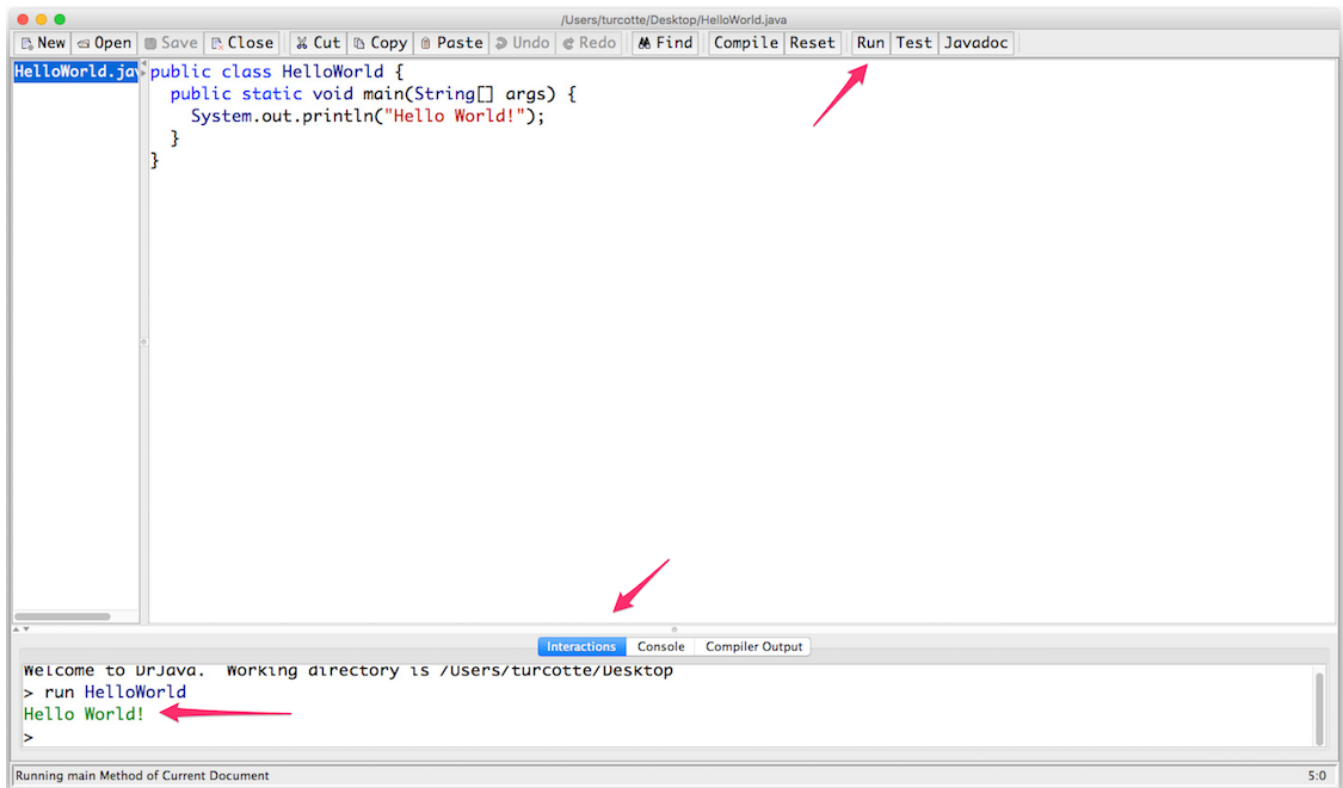 /Users/turcotte/Desktop/HelloWorld.java
New Open Save Close Cut Copy Paste Undo Redo Find Compile Reset Run Test Javadoc
HelloWorld.jav
public class HelloWorld {
  public static void main(String[] args) {
    System.out.println("Hello World!");
  }
}
Interactions Console Compiler Output
Welcome to DrJava.  Working directory is /Users/turcotte/Desktop
> run HelloWorld
Hello World!
>
Running main Method of Current Document 5:0